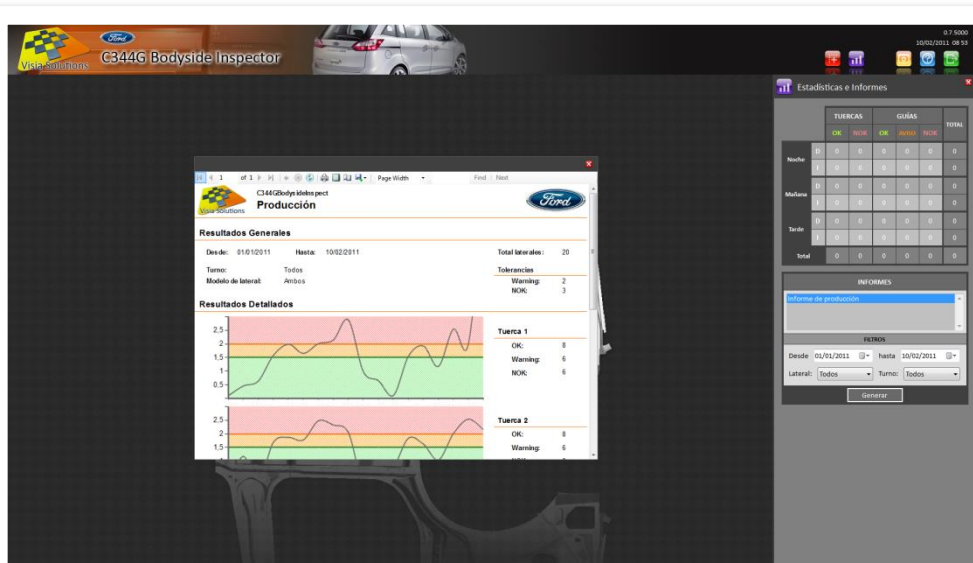 Ford
Visia Solutions
C344G Bodyside Inspector
0.7.5000
10/02/2011 08:53
Estadísticas e Informes
TUERCAS GUÍAS TOTAL
OK NOK OK AVISO NOK
Noche D 0 0 0 0 0 0
I 0 0 0 0 0 0
Mañana D 0 0 0 0 0 0
I 0 0 0 0 0 0
Tarde D 0 0 0 0 0 0
I 0 0 0 0 0 0
Total 0 0 0 0 0 0
INFORMES
Informe de producción
FILTROS
Desde 01/01/2011 hasta 10/02/2011
Lateral: Todos Turno: Todos
Generar
1 of 1 Page Width Find | Next
Visia Solutions
C344GBodysideInspect
Producción
Ford
Resultados Generales
Desde: 01/01/2011 Hasta: 10/02/2011 Total laterales: 20
Turno: Todos Tolerancias
Modelo de lateral: Ambos Warning: 2
NOK: 3
Resultados Detallados
2,5
2
1,5
1
0,5
Tuerca 1
OK: 8
Warning: 6
NOK: 6
2,5
2
1,5
Tuerca 2
OK: 8
Warning: 6